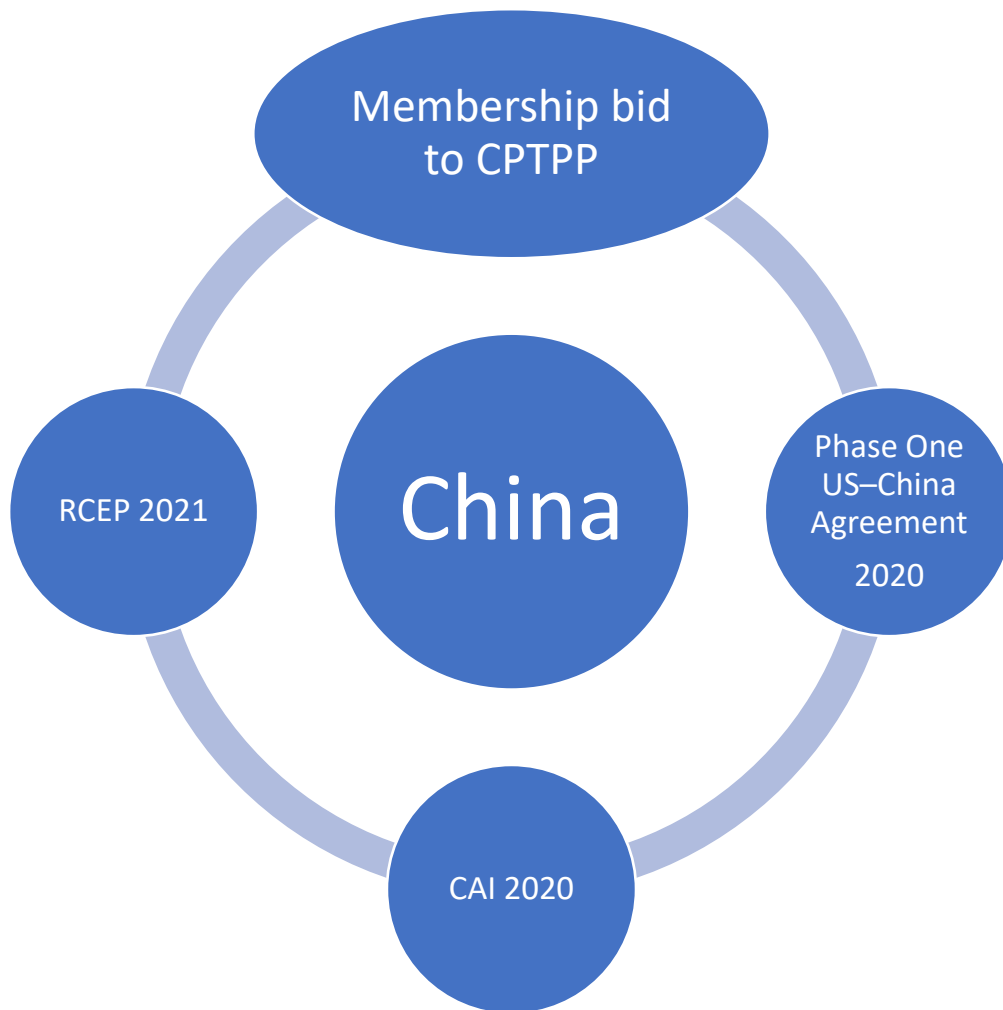 Membership bid
to CPTPP
Phase One
US–China
Agreement
2020
China
RCEP 2021
CAI 2020